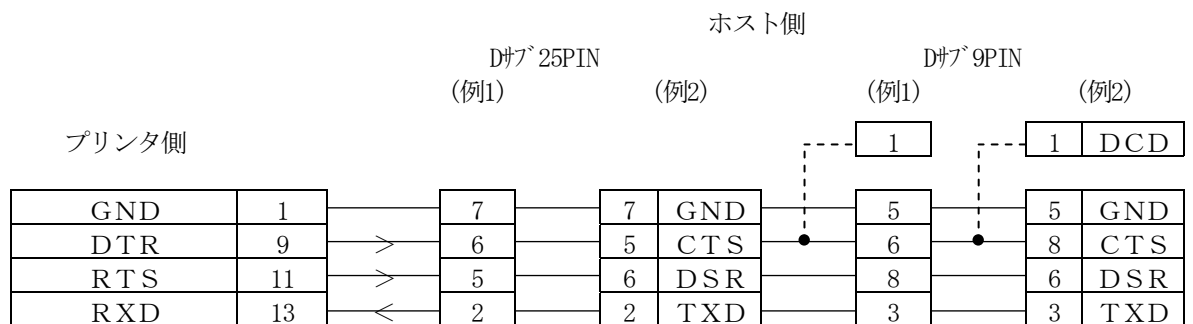 ホスト側
Dｻﾌﾞ25PIN Dｻﾌﾞ9PIN
(例1) (例2) (例1) (例2)
プリンタ側 1 1 DCD
GND 1 7 7 GND 5 5 GND
DTR 9 6 5 CTS 6 8 CTS
RTS 11 5 6 DSR 8 6 DSR
RXD 13 2 2 TXD 3 3 TXD